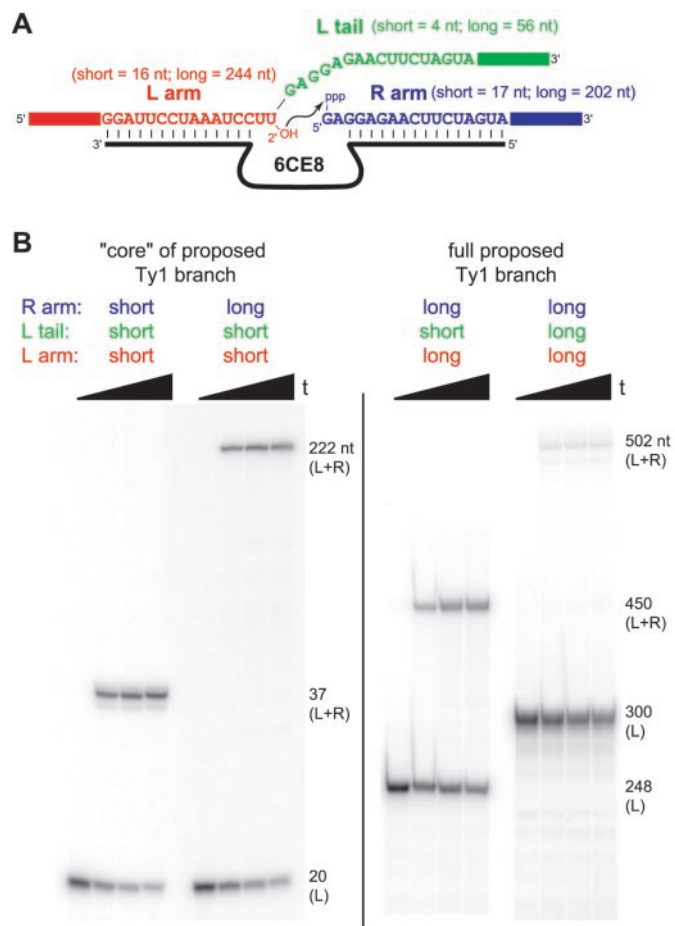 A
L tail (short = 4 nt; long = 56 nt)
GAGGAGAACUUCUAGUA 3'
(short = 16 nt; long = 244 nt)
L arm
ppp
R arm (short = 17 nt; long = 202 nt)
5' GGAUUCCUAAAUCCUU 2' OH 5' GAGGAGAACUUCUAGUA 3'
3' 6CE8 5'
B
"core" of proposed
Ty1 branch
full proposed
Ty1 branch
R arm: short long long long
L tail: short short short long
L arm: short short long long
t t
222 nt
(L+R)
502 nt
(L+R)
450
(L+R)
37
(L+R)
300
(L)
248
(L)
20
(L)